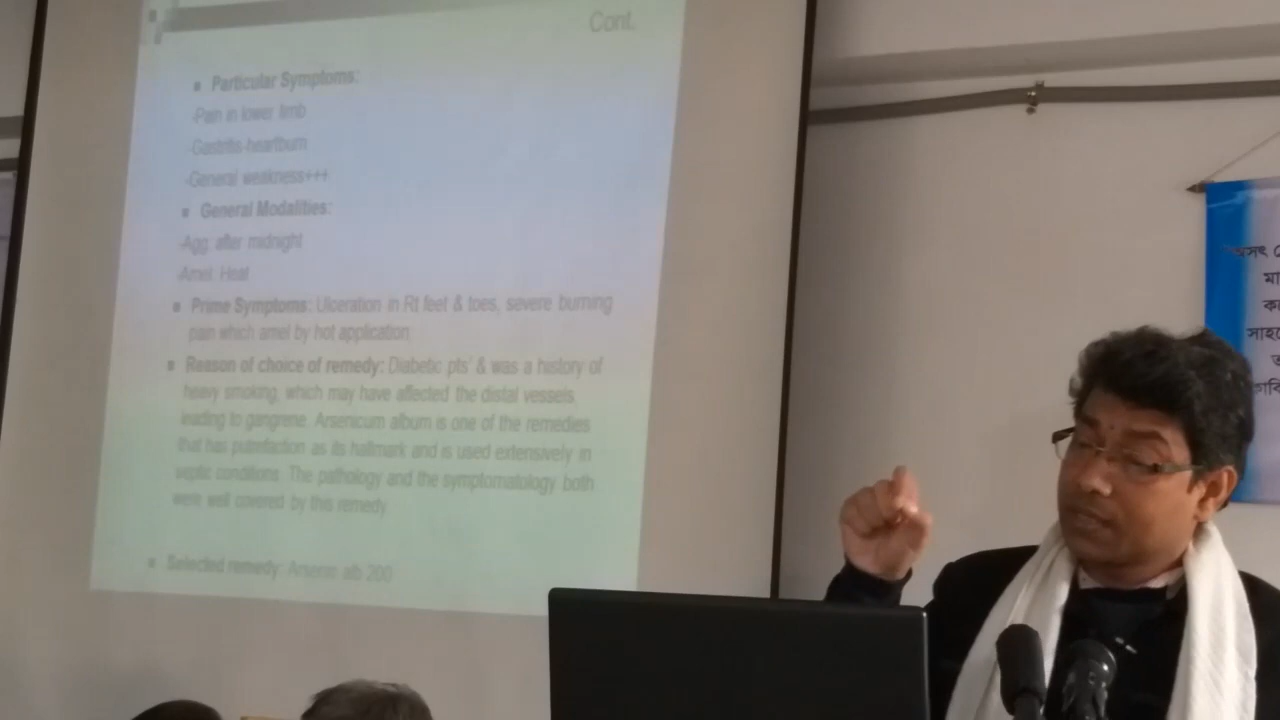 Cont.
Particular Symptoms:
-Pain in lower limb
-Gastritis-heartburn
-General weakness+++
General Modalities:
-Agg: after midnight
-Amel: Heat
Prime Symptoms: Ulceration in Rt feet & toes, severe burning
pain which amel by hot application.
Reason of choice of remedy: Diabetic pts' & was a history of
heavy smoking, which may have affected the distal vessels
leading to gangrene. Arsenicum album is one of the remedies
that has putrefaction as its hallmark and is used extensively in
septic conditions. The pathology and the symptomatology both
were well covered by this remedy.
Selected remedy: Arsenic alb 200
অসৎ
মা
সাহ